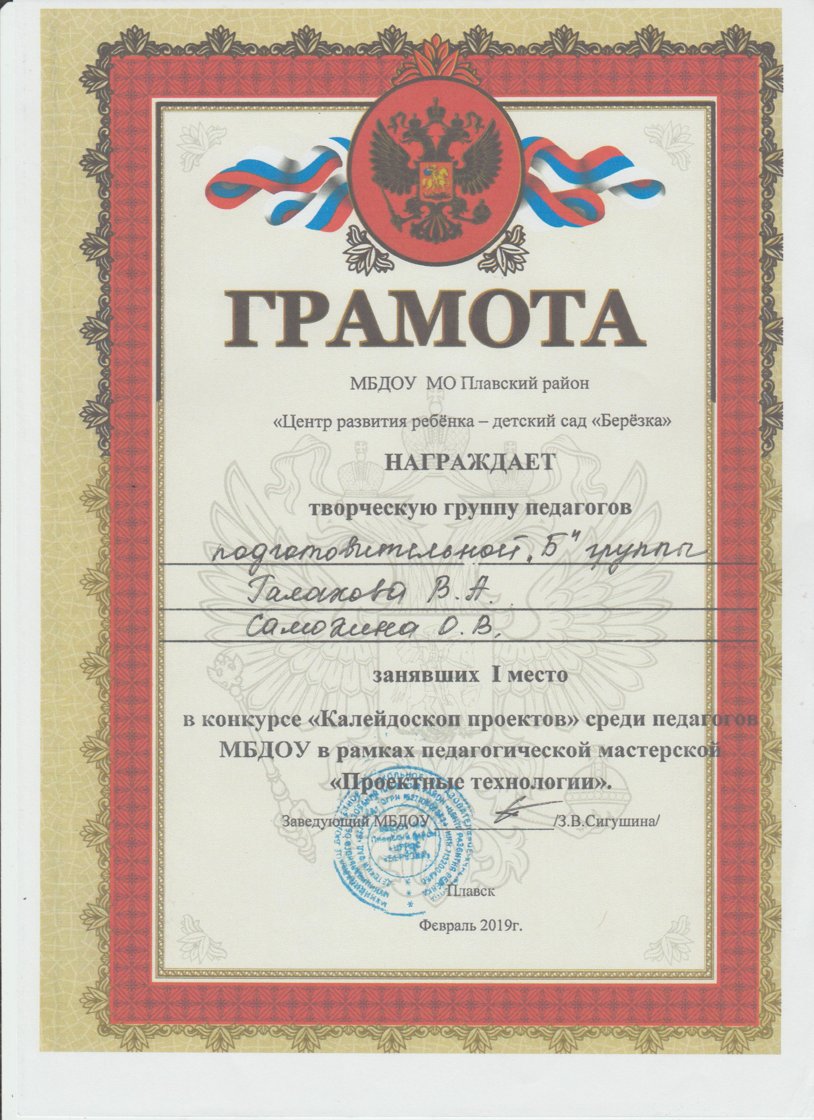 ГРАМОТА
МБДОУ МО Плавский район
«Центр развития ребёнка – детский сад «Берёзка»
НАГРАЖДАЕТ
творческую группу педагогов
подготовительной „Б" группы
Галахова В.А.
Самохина О.В.
занявших I место
в конкурсе «Калейдоскоп проектов» среди педагогов
МБДОУ в рамках педагогической мастерской
«Проектные технологии».
Заведующий МБДОУ /З.В.Сигушина/
Плавск
Февраль 2019г.